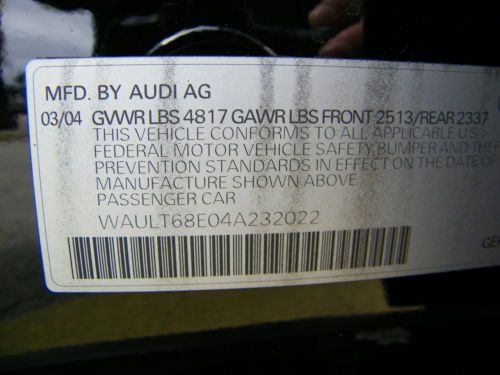 MFD. BY AUDI AG
03/04 GVWR LBS 4817 GAWR LBS FRONT 2513/REAR 2337
THIS VEHICLE CONFORMS TO ALL APPLICABLE U.S.
FEDERAL MOTOR VEHICLE SAFETY, BUMPER AND THEFT
PREVENTION STANDARDS IN EFFECT ON THE DATE OF
MANUFACTURE SHOWN ABOVE
PASSENGER CAR
WAULT68E04A232022